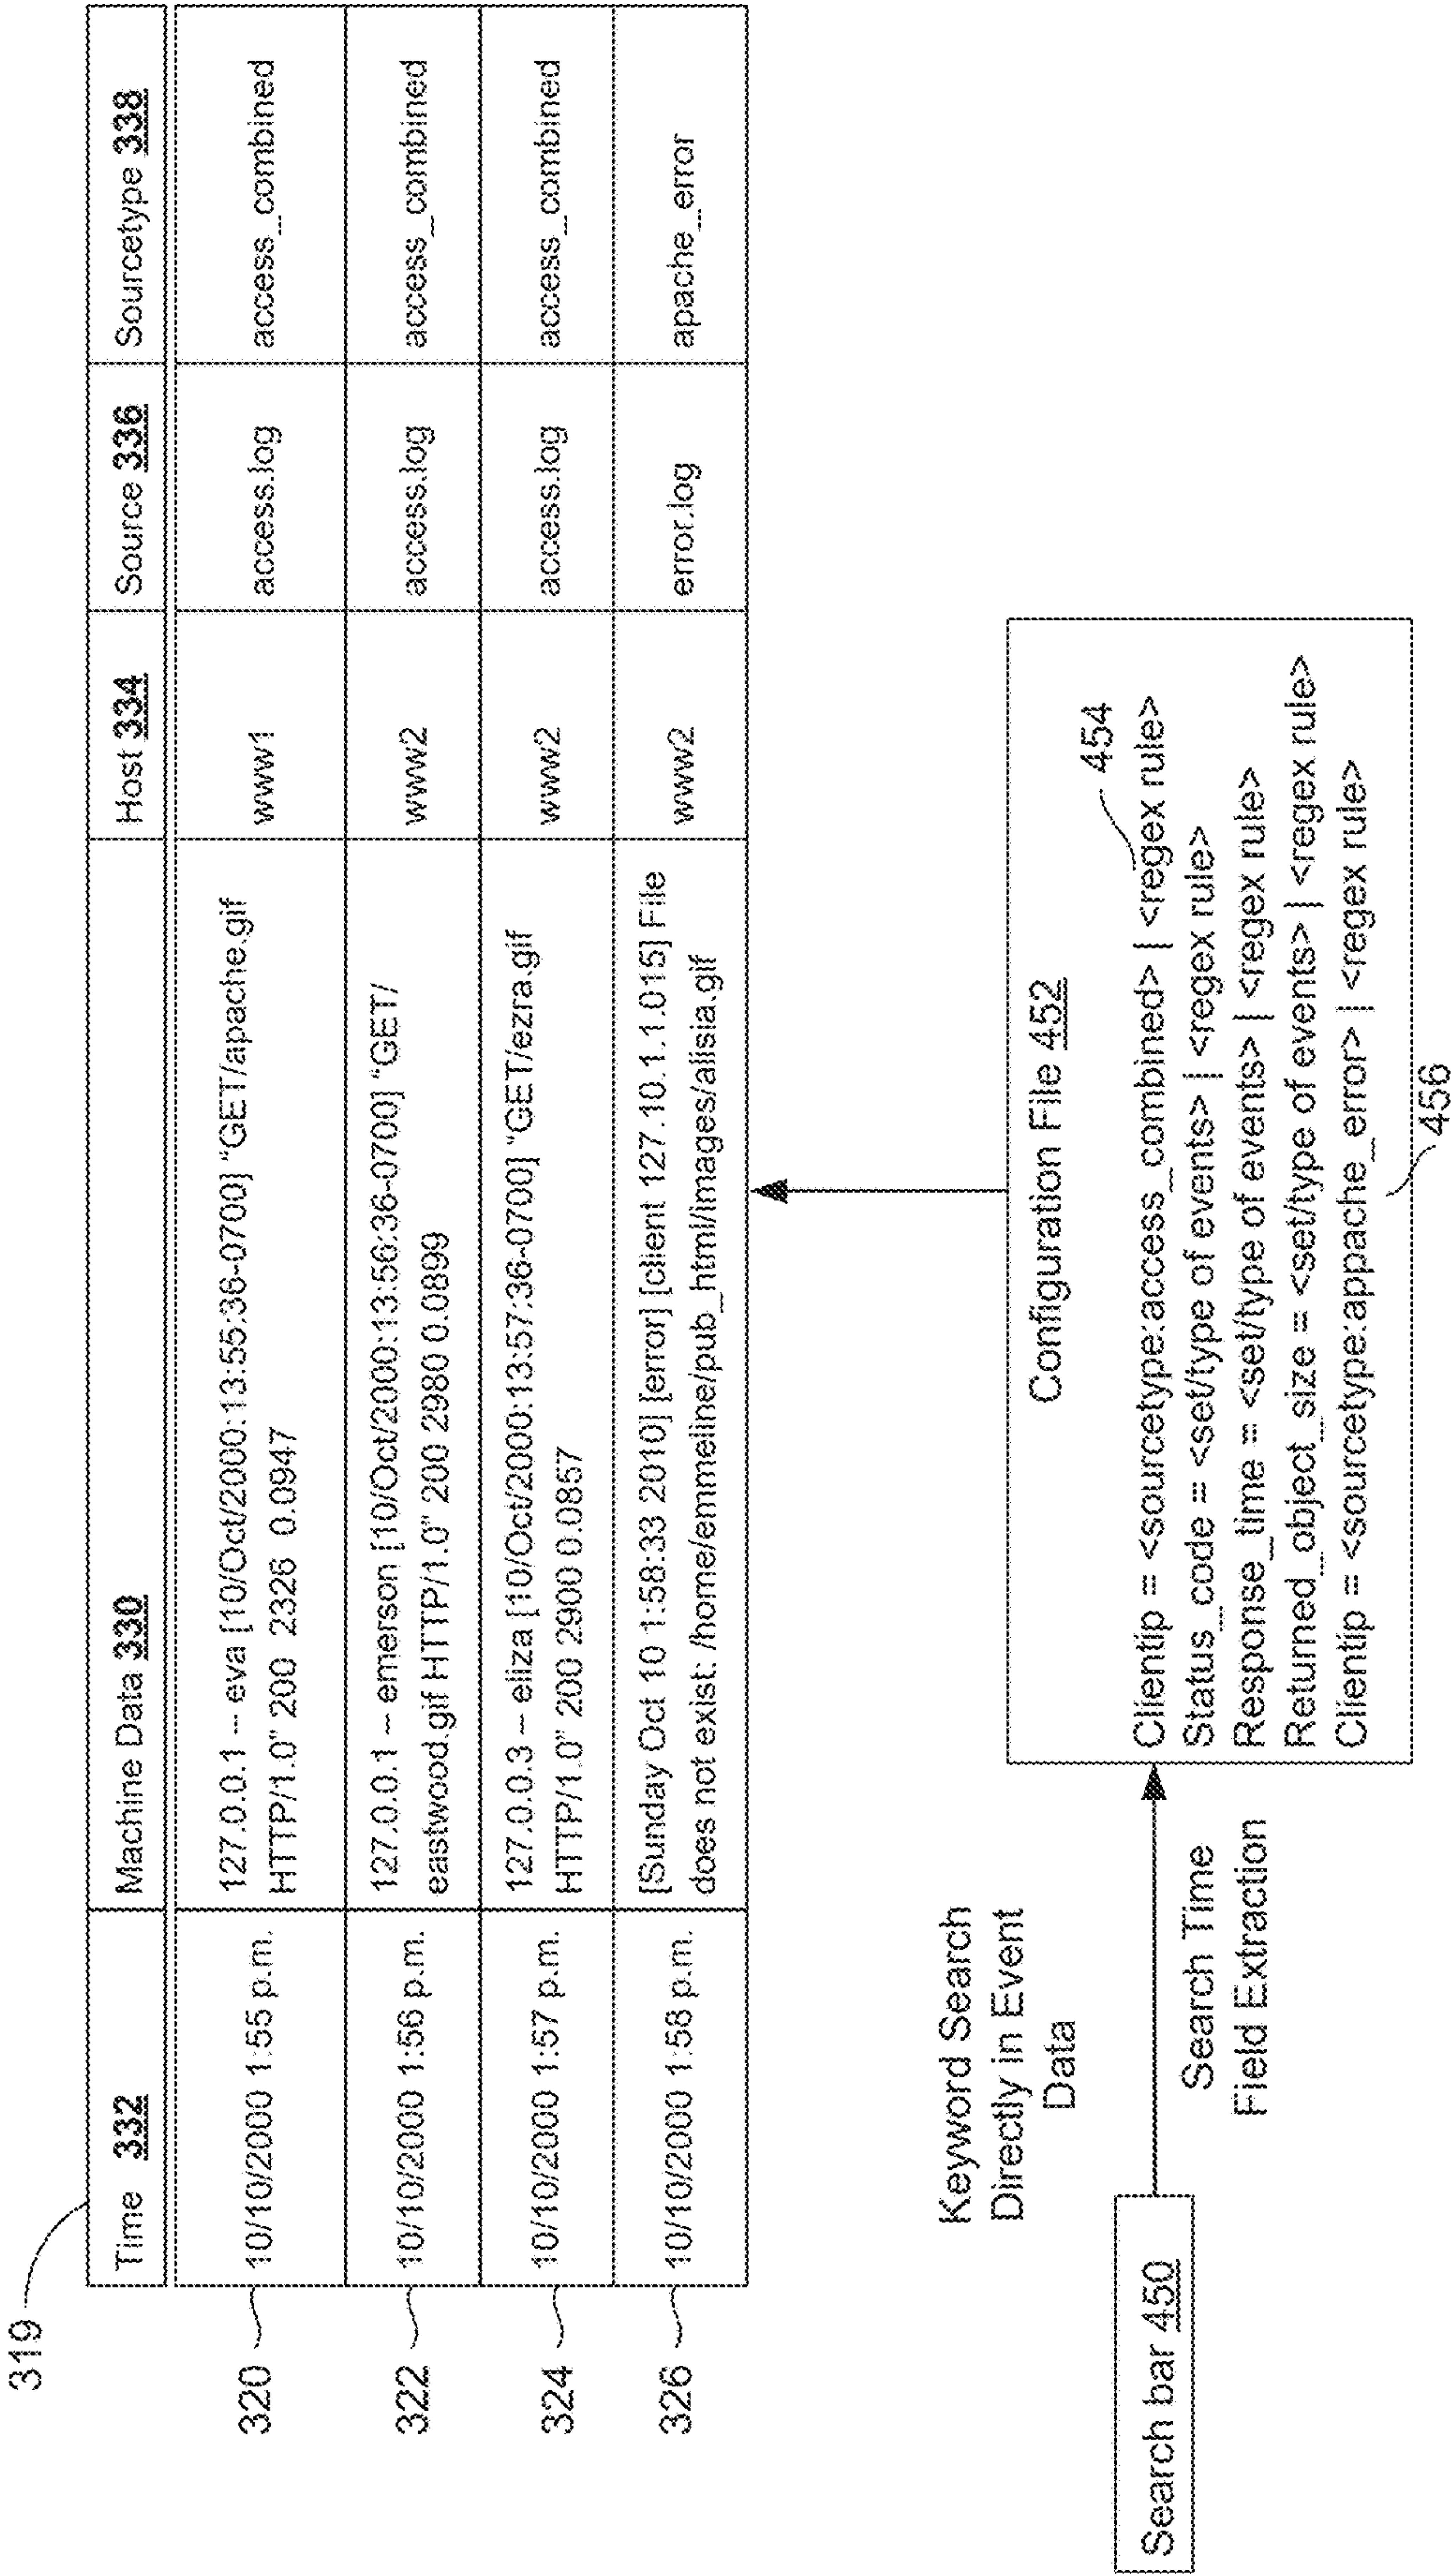 319
Time 332
Machine Data 330
Host 334
Source 336
Sourcetype 338
320
10/10/2000 1:55 p.m.
127.0.0.1 -- eva [10/Oct/2000:13:55:36-0700] "GET/apache.gif
HTTP/1.0" 200 2326 0.0947
www1
access.log
access_combined
322
10/10/2000 1:56 p.m.
127.0.0.1 -- emerson [10/Oct/2000:13:56:36-0700] "GET/
eastwood.gif HTTP/1.0" 200 2980 0.0899
www2
access.log
access_combined
324
10/10/2000 1:57 p.m.
127.0.0.3 -- eliza [10/Oct/2000:13:57:36-0700] "GET/ezra.gif
HTTP/1.0" 200 2900 0.0857
www2
access.log
access_combined
326
10/10/2000 1:58 p.m.
[Sunday Oct 10 1:58:33 2010] [error] [client 127.10.1.1.015] File
does not exist: /home/emmeline/pub_html/images/alisia.gif
www2
error.log
apache_error
Keyword Search
Directly in Event
Data
Search bar 450
Search Time
Field Extraction
Configuration File 452
454
Clientip = <sourcetype:access_combined> | <regex rule>
Status_code = <set/type of events> | <regex rule>
Response_time = <set/type of events> | <regex rule>
Returned_object_size = <set/type of events> | <regex rule>
Clientip = <sourcetype:appache_error> | <regex rule>
456